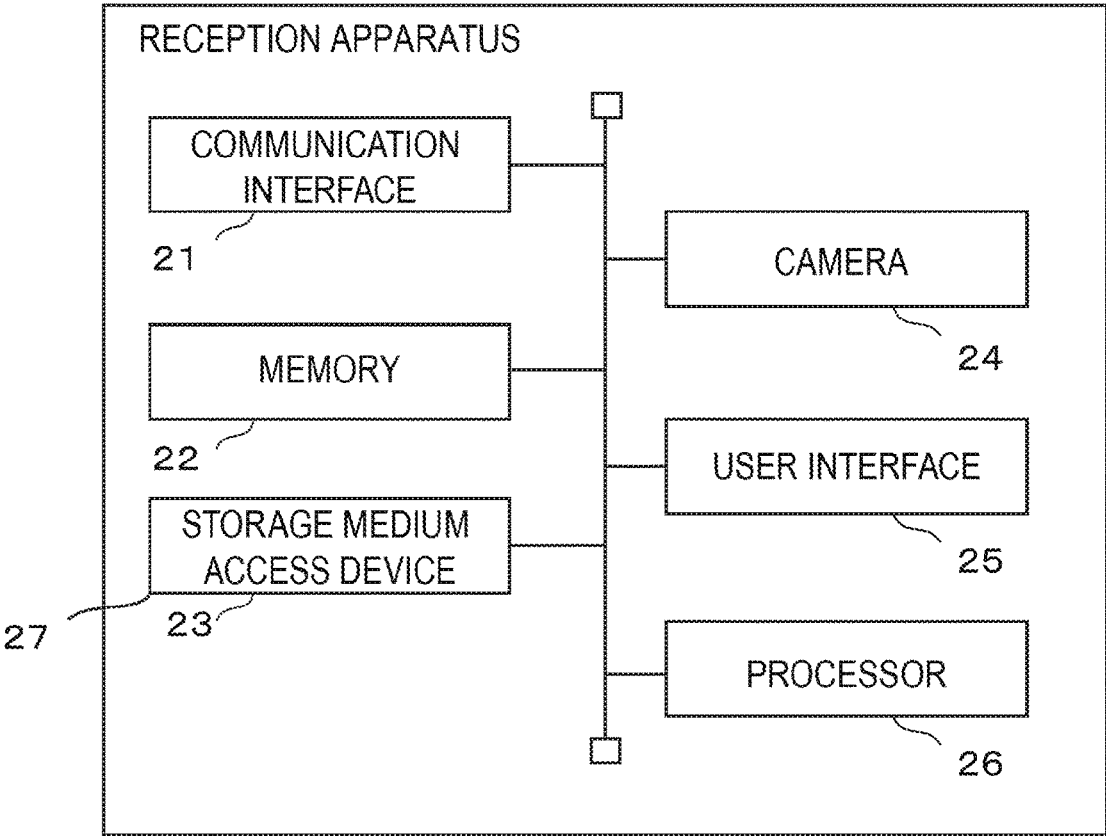 RECEPTION APPARATUS
COMMUNICATION
INTERFACE
21
CAMERA
24
MEMORY
22
USER INTERFACE
25
STORAGE MEDIUM
ACCESS DEVICE
23
27
PROCESSOR
26